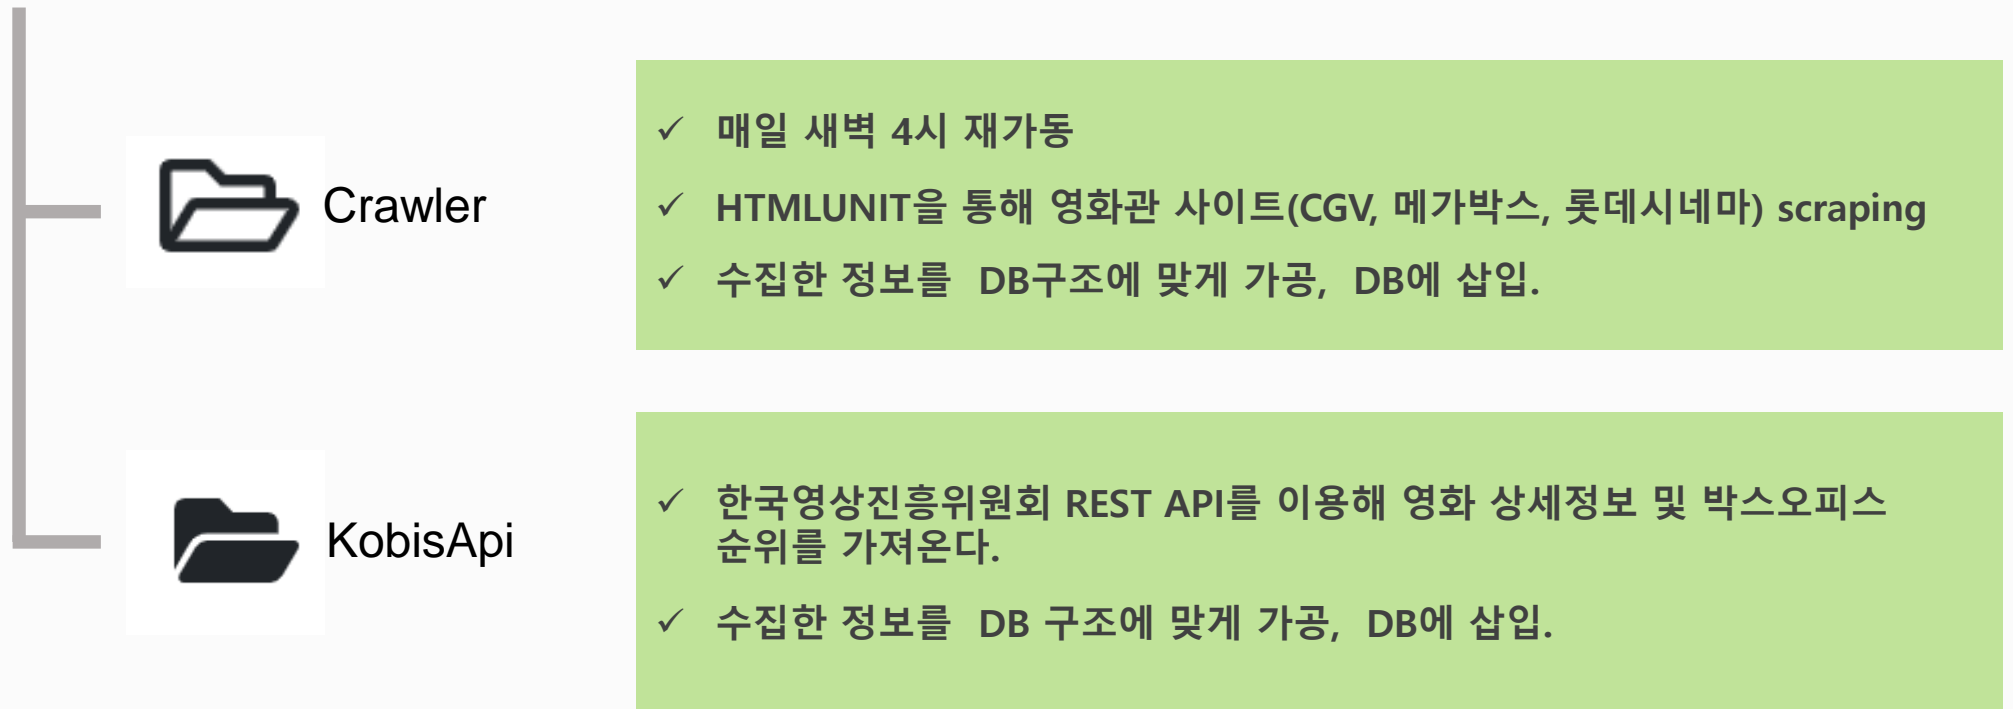 Crawler
✓ 매일 새벽 4시 재가동
✓ HTMLUNIT을 통해 영화관 사이트(CGV, 메가박스, 롯데시네마) scraping
✓ 수집한 정보를 DB구조에 맞게 가공, DB에 삽입.
KobisApi
✓ 한국영상진흥위원회 REST API를 이용해 영화 상세정보 및 박스오피스
순위를 가져온다.
✓ 수집한 정보를 DB 구조에 맞게 가공, DB에 삽입.